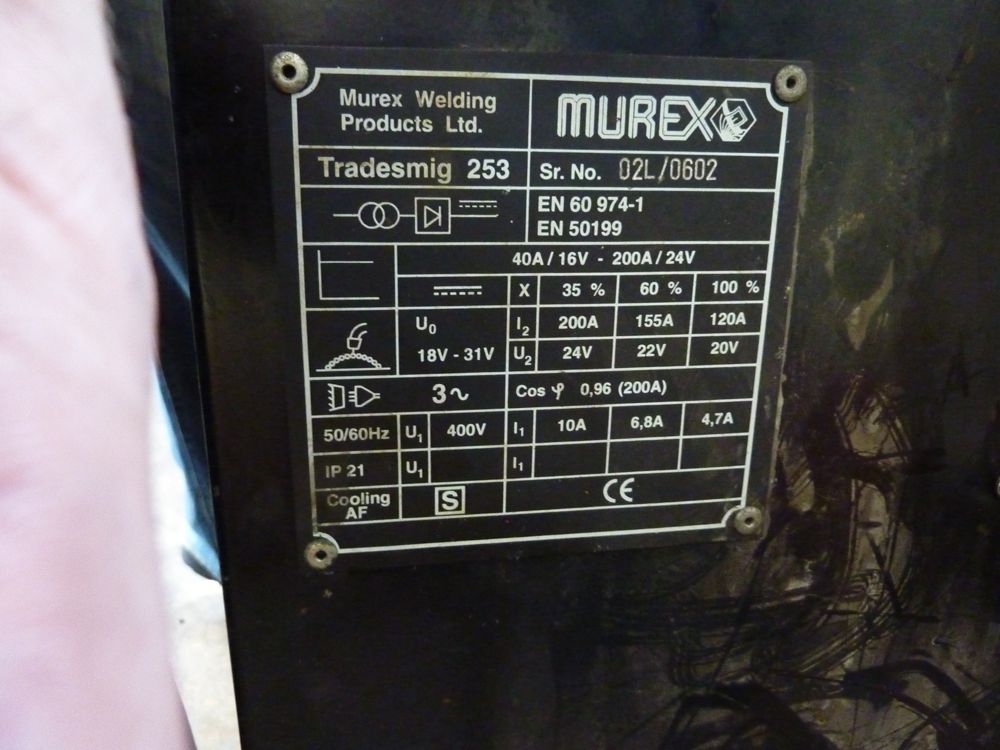 Murex Welding
Products Ltd.
MUREX
Tradesmig 253
Sr. No. 02L/0602
EN 60 974-1
EN 50199
40A / 16V - 200A / 24V
X 35 % 60 % 100 %
U0
18V - 31V
I2 200A 155A 120A
U2 24V 22V 20V
3~
Cos φ 0,96 (200A)
50/60Hz U1 400V I1 10A 6,8A 4,7A
IP 21 U1 I1
Cooling
AF
S
CE